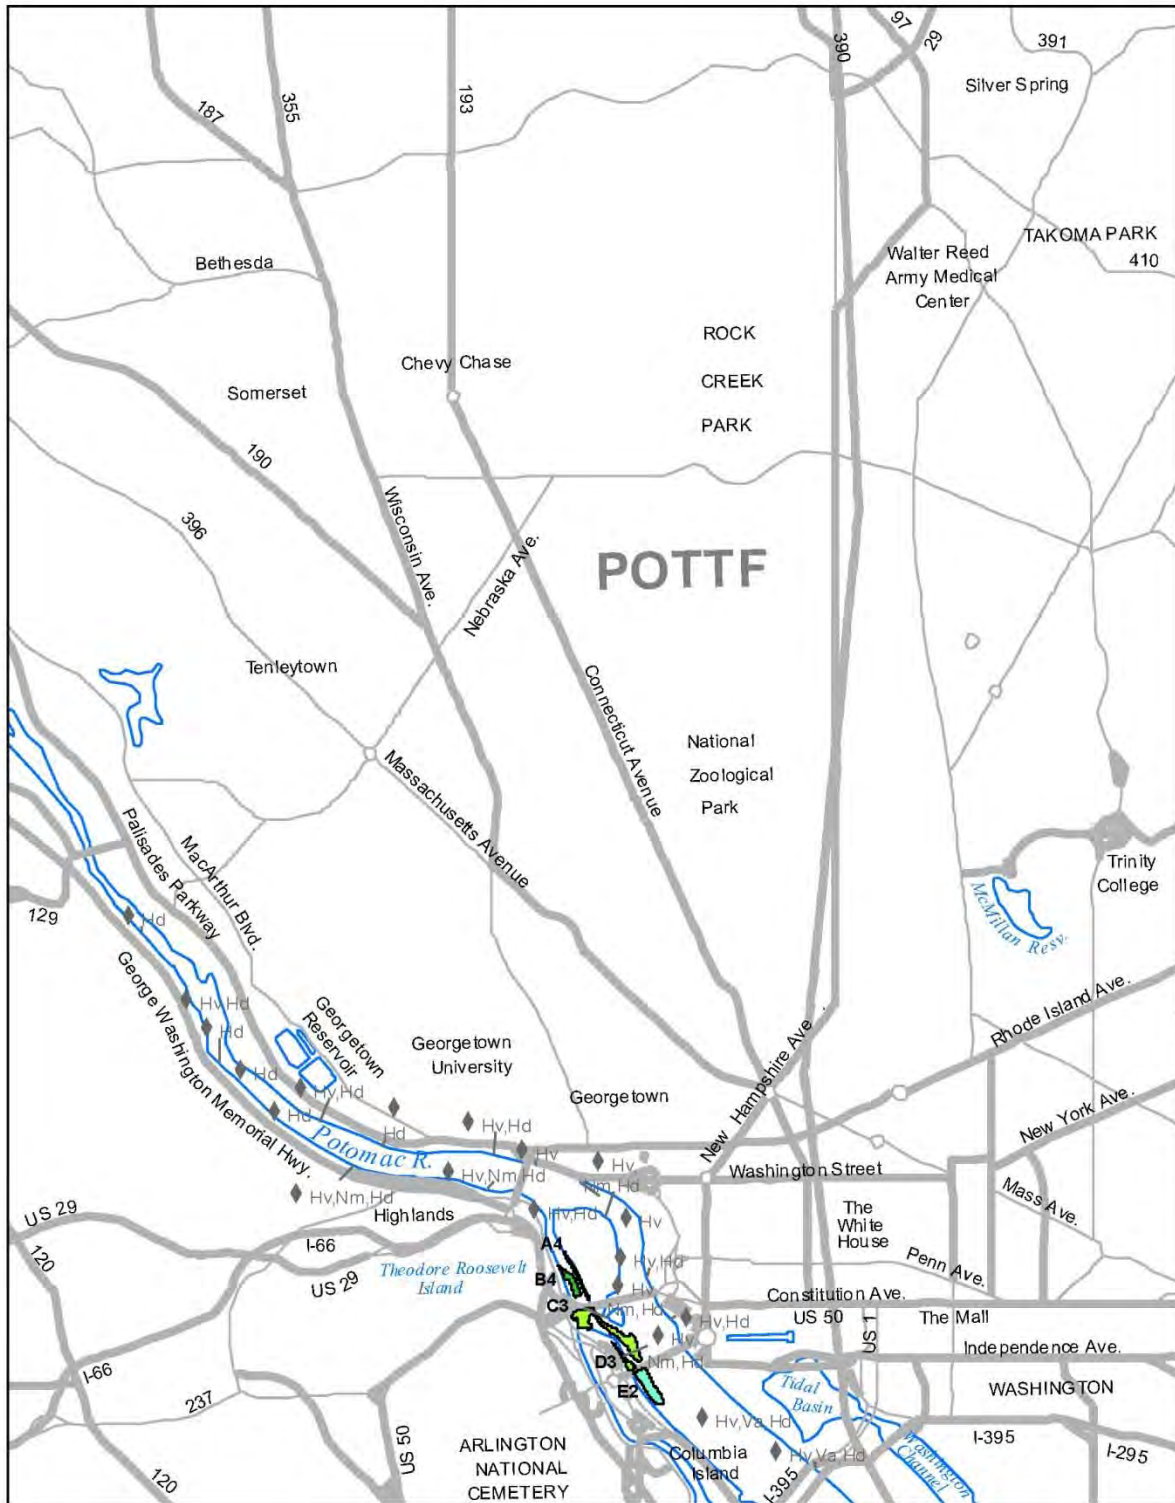 97
29
390
391
Silver Spring
193
355
187
TAKOMA PARK
410
Walter Reed
Army Medical
Center
Bethesda
ROCK
CREEK
PARK
Chevy Chase
Somerset
190
396
Wisconsin Ave.
Nebraska Ave.
POTTF
Tenleytown
Connecticut Avenue
National
Zoological
Park
Massachusetts Avenue
Palisades Parkway
MacArthur Blvd.
Trinity
College
McMillan Resv.
129
Hd
George Washington Memorial Hwy.
Hv,Hd
Hd
Georgetown
Reservoir
Georgetown
University
Rhode Island Ave.
New Hampshire Ave.
Hd
Hv,Hd
Georgetown
Hd
Hd
Hv,Hd
New York Ave.
Potomac R.
Hv
Hv
Washington Street
Hv,Nm,Hd
Nm,Hd
Hv,Nm,Hd
Mass Ave.
Highlands
Hv,Hd
Hv
The
White
House
US 29
I-66
US 29
120
A4
Hv,Hd
Penn Ave.
Theodore Roosevelt
Island
B4
Hv
Constitution Ave.
C3
Nm,Hd
Hv,Hd
US 50
US 1
The Mall
Hv
Independence Ave.
D3
Nm,Hd
I-66
E2
Tidal
Basin
WASHINGTON
237
Hv,Va,Hd
I-395
I-295
US 50
ARLINGTON
NATIONAL
CEMETERY
Columbia
Island
Hv,Va,Hd
Washington
Channel
120
I-395